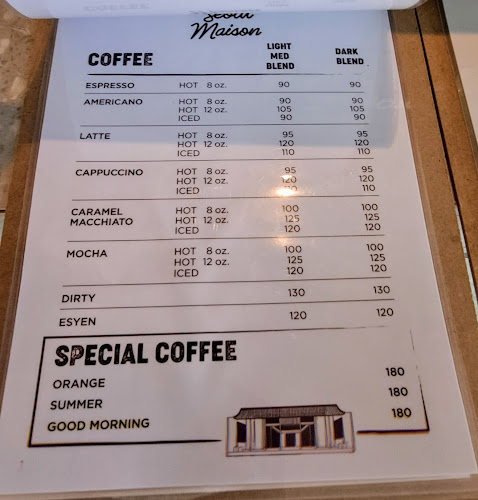 COFFEE
Seoul
Maison
COFFEE LIGHT MED BLEND DARK BLEND
ESPRESSO HOT 8 oz. 90 90
AMERICANO HOT 8 oz. 90 90
HOT 12 oz. 105 105
ICED 90 90
LATTE HOT 8 oz. 95 95
HOT 12 oz. 120 120
ICED 110 110
CAPPUCCINO HOT 8 oz. 95 95
HOT 12 oz. 120 120
ICED 110
CARAMEL MACCHIATO HOT 8 oz. 100 100
HOT 12 oz. 125 125
ICED 120 120
MOCHA HOT 8 oz. 100 100
HOT 12 oz. 125 125
ICED 120 120
DIRTY 130 130
ESYEN 120 120
SPECIAL COFFEE
ORANGE 180
SUMMER 180
GOOD MORNING 180